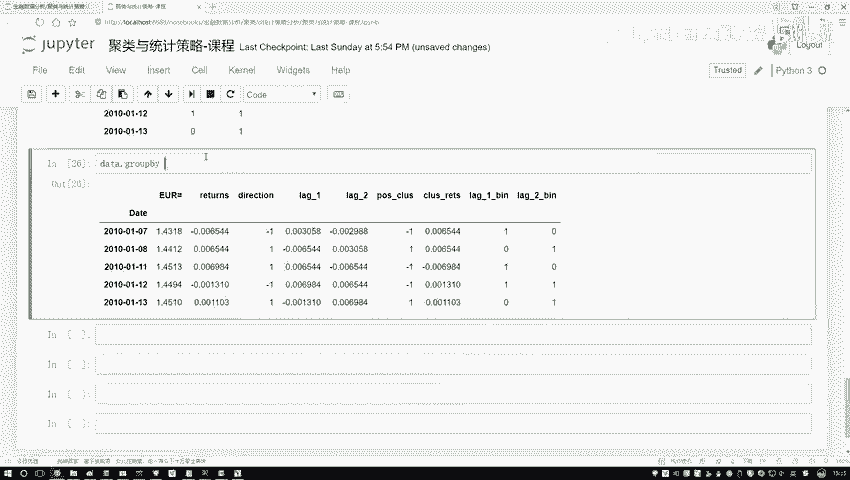 jupyter 聚类与统计策略-课程 Last Checkpoint: Last Sunday at 5:54 PM (unsaved changes)
Logout
File Edit View Insert Cell Kernel Widgets Help
Trusted Python 3
Code
2010-01-12 1 1
2010-01-13 0 1
In [26]: data.groupby
EUR= returns direction lag_1 lag_2 pos_clus clus_rets lag_1_bin lag_2_bin
Date
2010-01-07 1.4318 -0.006544 -1 0.003058 -0.002988 -1 0.006544 1 0
2010-01-08 1.4412 0.006544 1 -0.006544 0.003058 1 0.006544 0 1
2010-01-11 1.4513 0.006984 1 0.006544 -0.006544 -1 -0.006984 1 0
2010-01-12 1.4494 -0.001310 -1 0.006984 0.006544 -1 0.001310 1 1
2010-01-13 1.4510 0.001103 1 -0.001310 0.006984 1 0.001103 0 1
In [ ]:
In [ ]:
In [ ]:
In [ ]: